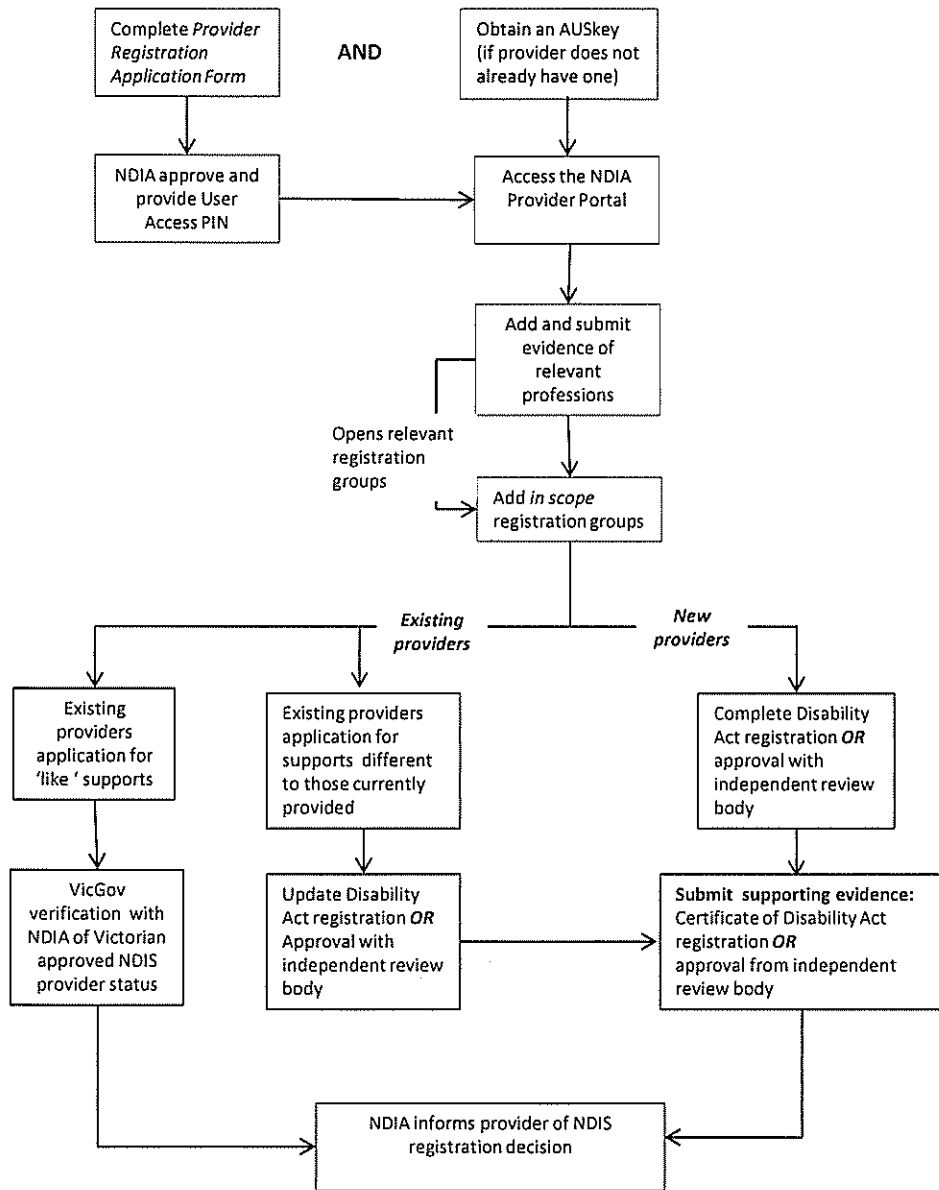 Complete Provider
Registration
Application Form
AND
Obtain an AUSkey
(if provider does not
already have one)
NDIA approve and
provide User
Access PIN
Access the NDIA
Provider Portal
Add and submit
evidence of
relevant
professions
Opens relevant
registration
groups
Add in scope
registration groups
Existing
providers
New
providers
Existing
providers
application for
'like ' supports
Existing providers
application for
supports different
to those currently
provided
Complete Disability
Act registration OR
approval with
independent review
body
VicGov
verification with
NDIA of Victorian
approved NDIS
provider status
Update Disability
Act registration OR
Approval with
independent review
body
Submit supporting evidence:
Certificate of Disability Act
registration OR
approval from independent
review body
NDIA informs provider of NDIS
registration decision